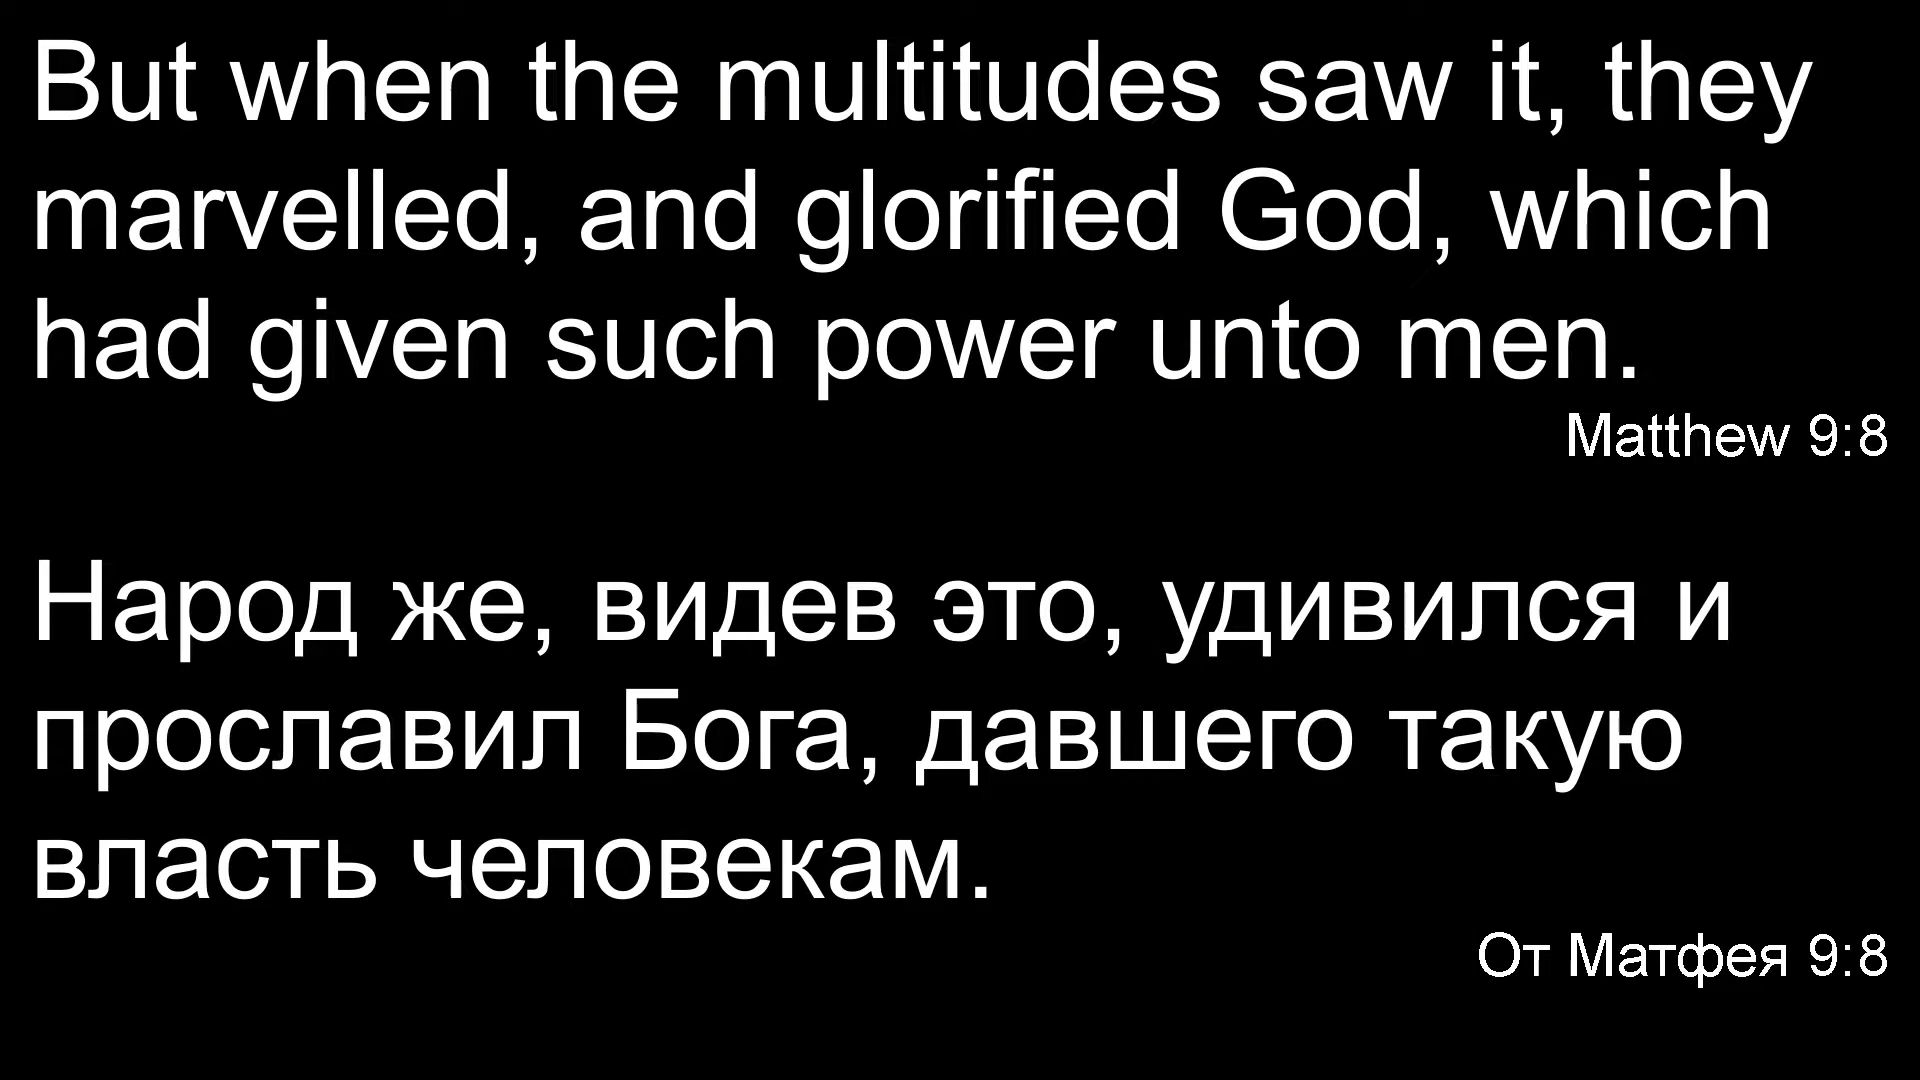 But when the multitudes saw it, they
marvelled, and glorified God, which
had given such power unto men.
Matthew 9:8
Народ же, видев это, удивился и
прославил Бога, давшего такую
власть человекам.
От Матфея 9:8